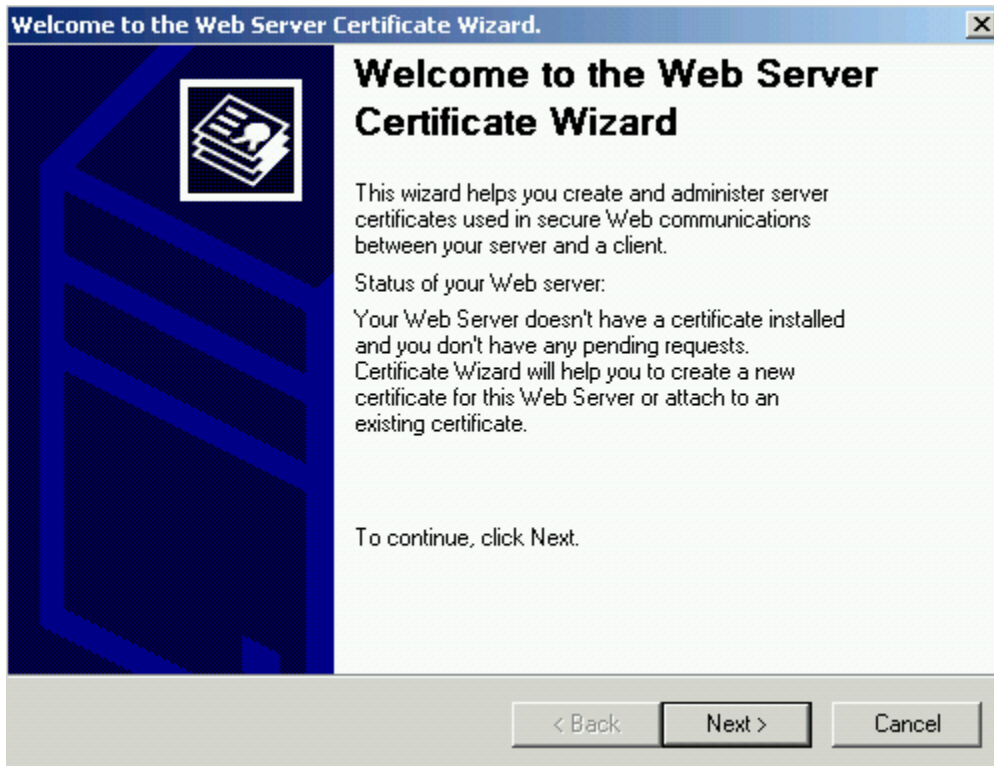 Welcome to the Web Server Certificate Wizard.
Welcome to the Web Server
Certificate Wizard
This wizard helps you create and administer server
certificates used in secure Web communications
between your server and a client.
Status of your Web server:
Your Web Server doesn't have a certificate installed
and you don't have any pending requests.
Certificate Wizard will help you to create a new
certificate for this Web Server or attach to an
existing certificate.
To continue, click Next.
< Back
Next >
Cancel